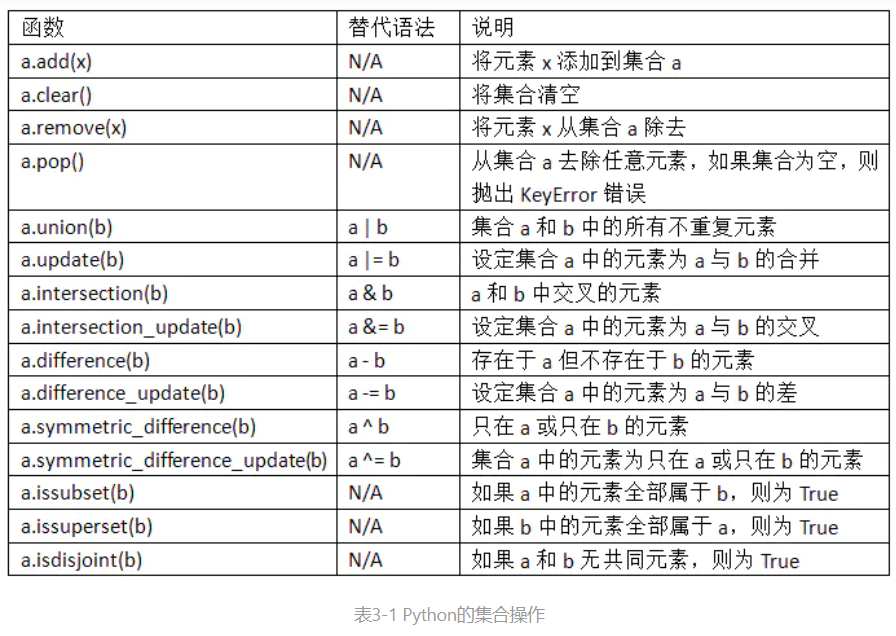 函数 替代语法 说明
a.add(x) N/A 将元素 x 添加到集合 a
a.clear() N/A 将集合清空
a.remove(x) N/A 将元素 x 从集合 a 除去
a.pop() N/A 从集合 a 去除任意元素，如果集合为空，则
抛出 KeyError 错误
a.union(b) a | b 集合 a 和 b 中的所有不重复元素
a.update(b) a |= b 设定集合 a 中的元素为 a 与 b 的合并
a.intersection(b) a & b a 和 b 中交叉的元素
a.intersection_update(b) a &= b 设定集合 a 中的元素为 a 与 b 的交叉
a.difference(b) a - b 存在于 a 但不存在于 b 的元素
a.difference_update(b) a -= b 设定集合 a 中的元素为 a 与 b 的差
a.symmetric_difference(b) a ^ b 只在 a 或只在 b 的元素
a.symmetric_difference_update(b) a ^= b 集合 a 中的元素为只在 a 或只在 b 的元素
a.issubset(b) N/A 如果 a 中的元素全部属于 b，则为 True
a.issuperset(b) N/A 如果 b 中的元素全部属于 a，则为 True
a.isdisjoint(b) N/A 如果 a 和 b 无共同元素，则为 True
表3-1 Python的集合操作